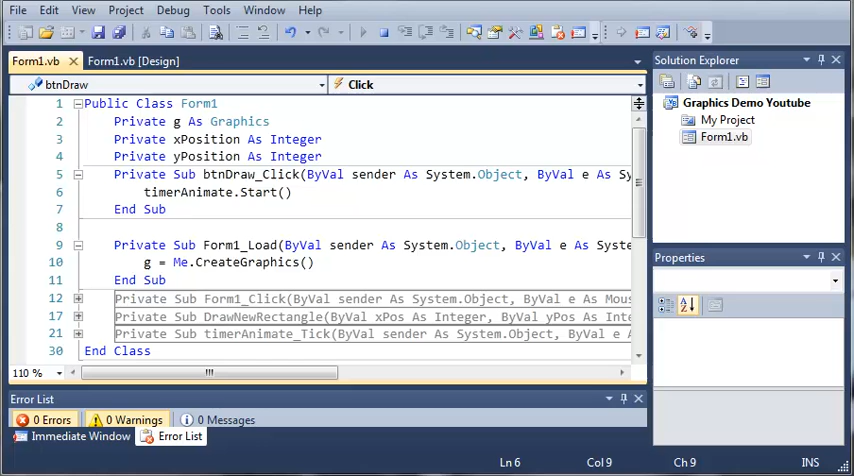 File Edit View Project Debug Tools Window Help
Form1.vb Form1.vb [Design]
btnDraw Click
1 Public Class Form1
2 Private g As Graphics
3 Private xPosition As Integer
4 Private yPosition As Integer
5 Private Sub btnDraw_Click(ByVal sender As System.Object, ByVal e As Sy
6 timerAnimate.Start()
7 End Sub
8
9 Private Sub Form1_Load(ByVal sender As System.Object, ByVal e As Syste
10 g = Me.CreateGraphics()
11 End Sub
12 Private Sub Form1_Click(ByVal sender As System.Object, ByVal e As Mous
17 Private Sub DrawNewRectangle(ByVal xPos As Integer, ByVal yPos As Inte
21 Private Sub timerAnimate_Tick(ByVal sender As System.Object, ByVal e A
30 End Class
110 %
Error List
0 Errors 0 Warnings 0 Messages
Immediate Window Error List
Ln 6 Col 9 Ch 9 INS
Solution Explorer
Graphics Demo Youtube
My Project
Form1.vb
Properties